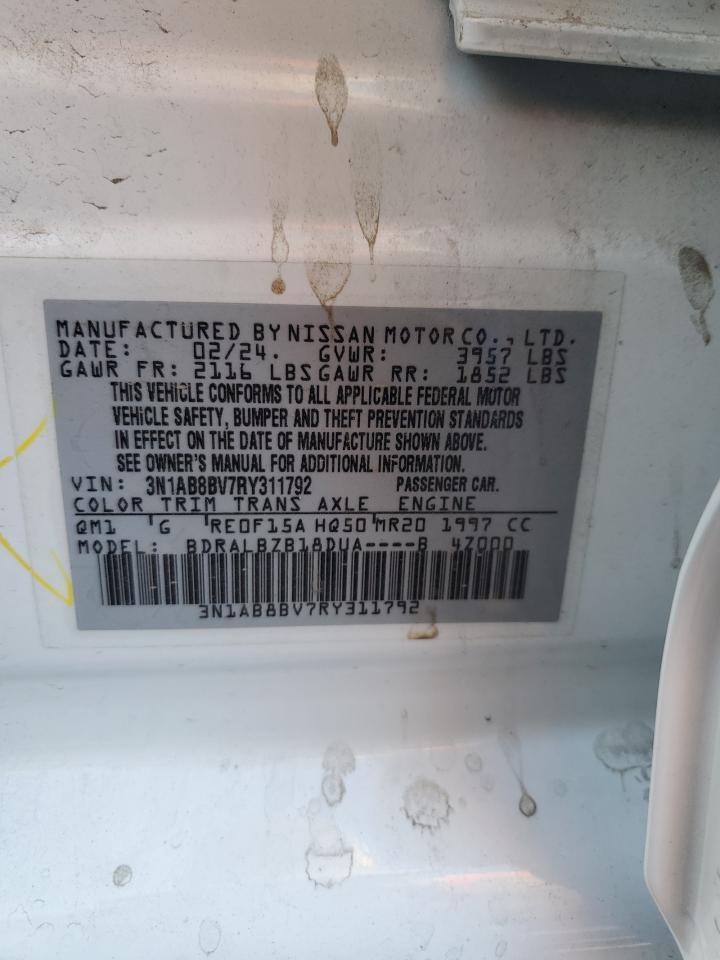 MANUFACTURED BY NISSAN MOTOR CO., LTD.
DATE: 02/24. GVWR: 3957 LBS
GAWR FR: 2116 LBS GAWR RR: 1852 LBS
THIS VEHICLE CONFORMS TO ALL APPLICABLE FEDERAL MOTOR
VEHICLE SAFETY, BUMPER AND THEFT PREVENTION STANDARDS
IN EFFECT ON THE DATE OF MANUFACTURE SHOWN ABOVE.
SEE OWNER'S MANUAL FOR ADDITIONAL INFORMATION.
VIN: 3N1AB8BV7RY311792 PASSENGER CAR.
COLOR TRIM TRANS AXLE ENGINE
QM1 'G 'RE0F15A HQ50'MR20 1997 CC
MODEL: BDRALBZB18DUA----B 4Z000
3N1AB8BV7RY311792